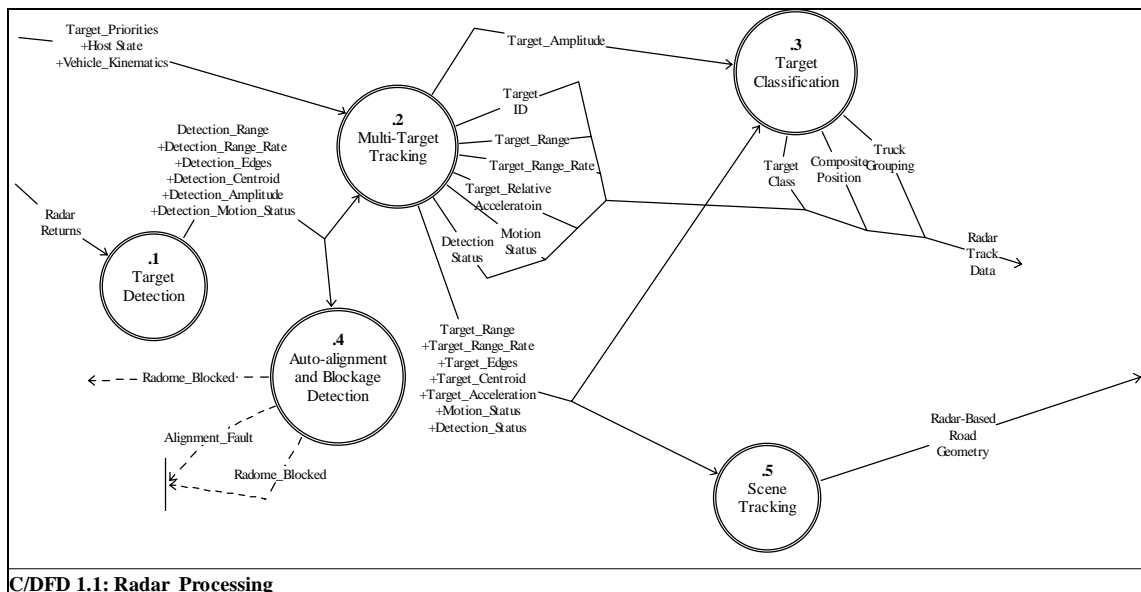 Target_Priorities
+Host State
+Vehicle_Kinematics
Target_Amplitude
.3
Target
Classification
.2
Multi-Target
Tracking
Target
ID
Target_Range
Target_Range_Rate
Target_Relative
Acceleratoin
Motion
Status
Detection
Status
Target
Class
Composite
Position
Truck
Grouping
Detection_Range
+Detection_Range_Rate
+Detection_Edges
+Detection_Centroid
+Detection_Amplitude
+Detection_Motion_Status
Radar
Returns
.1
Target
Detection
Radar
Track
Data
.4
Auto-alignment
and Blockage
Detection
Radome_Blocked
Alignment_Fault
Radome_Blocked
Target_Range
+Target_Range_Rate
+Target_Edges
+Target_Centroid
+Target_Acceleration
+Motion_Status
+Detection_Status
Radar-Based
Road
Geometry
.5
Scene
Tracking
C/DFD 1.1: Radar_Processing